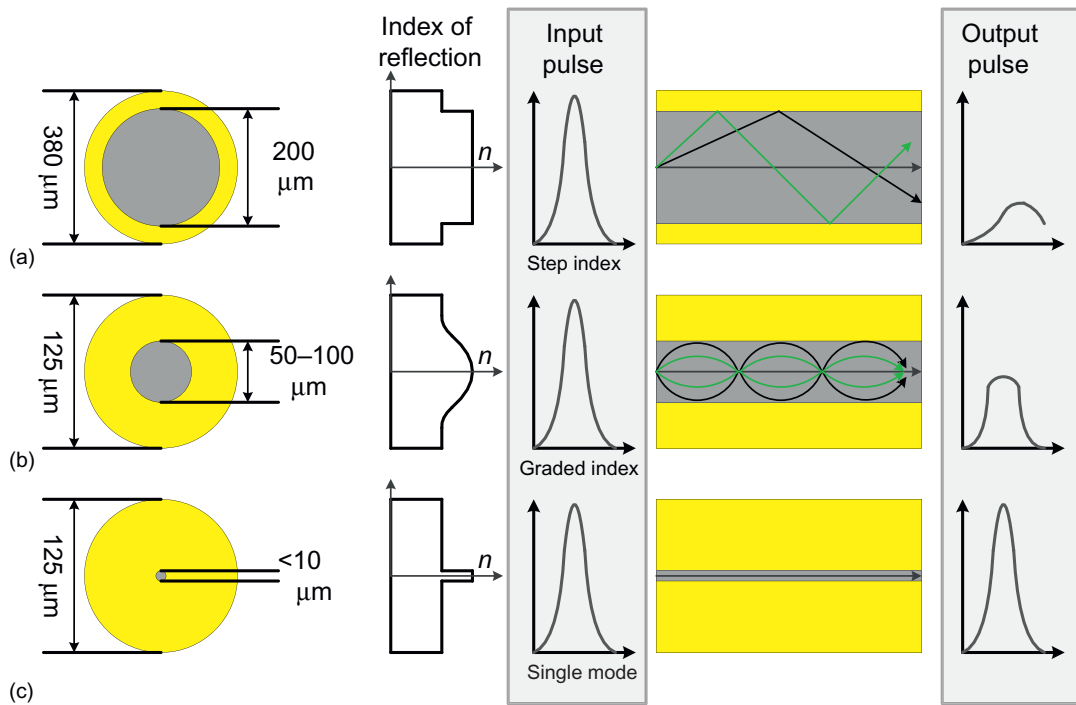 Index of
reflection
Input
pulse
Output
pulse
380 μm
200
μm
n
Step index
(a)
125 μm
50–100
μm
n
Graded index
(b)
125 μm
<10
μm
n
Single mode
(c)